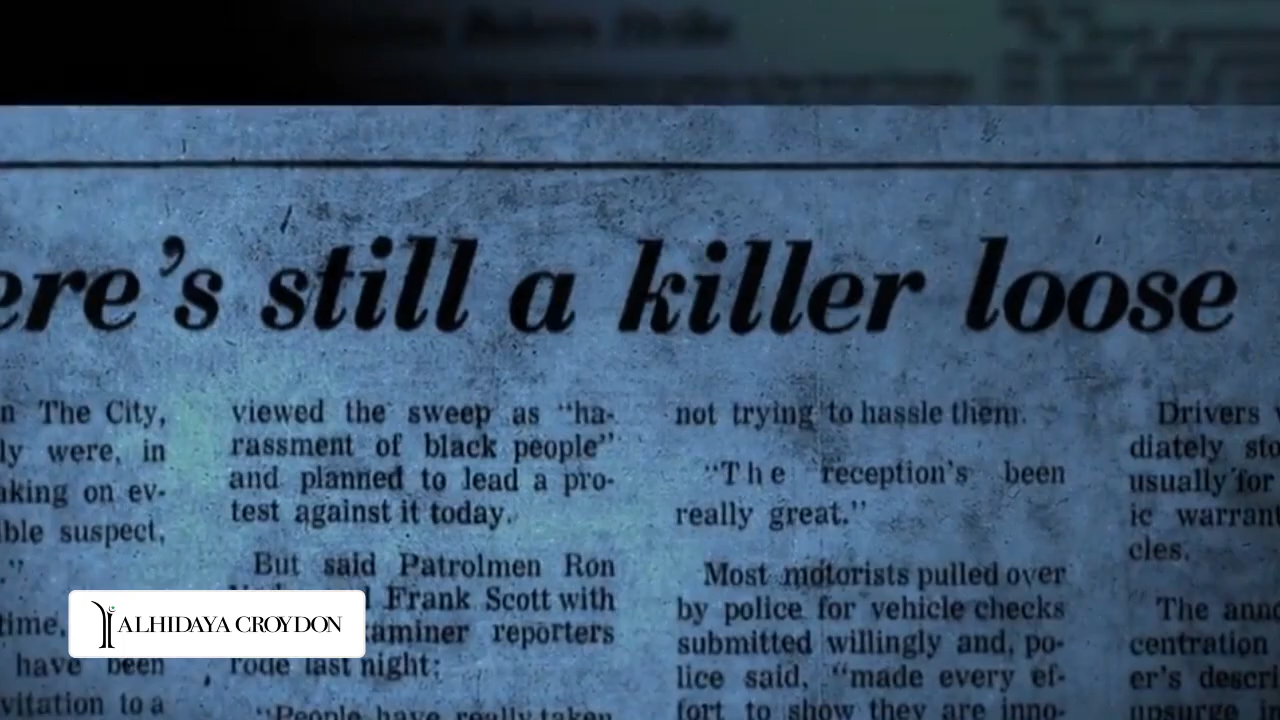 ere's still a killer loose
n The City,
ly were, in
aking on ev-
ible suspect,
."
time,
have been
vitation to a
viewed the sweep as "ha-
rassment of black people"
and planned to lead a pro-
test against it today.
But said Patrolmen Ron
Frank Scott with
aminer reporters
rode last night:
"People have really taken
not trying to hassle them.
"The reception's been
really great."
Most motorists pulled over
by police for vehicle checks
submitted willingly and, po-
lice said, "made every ef-
fort to show they are inno-
Drivers
diately sto
usually for
ic warrant
cles.
The anno
centration
er's descri
upsurge in
ALHIDAYA CROYDON